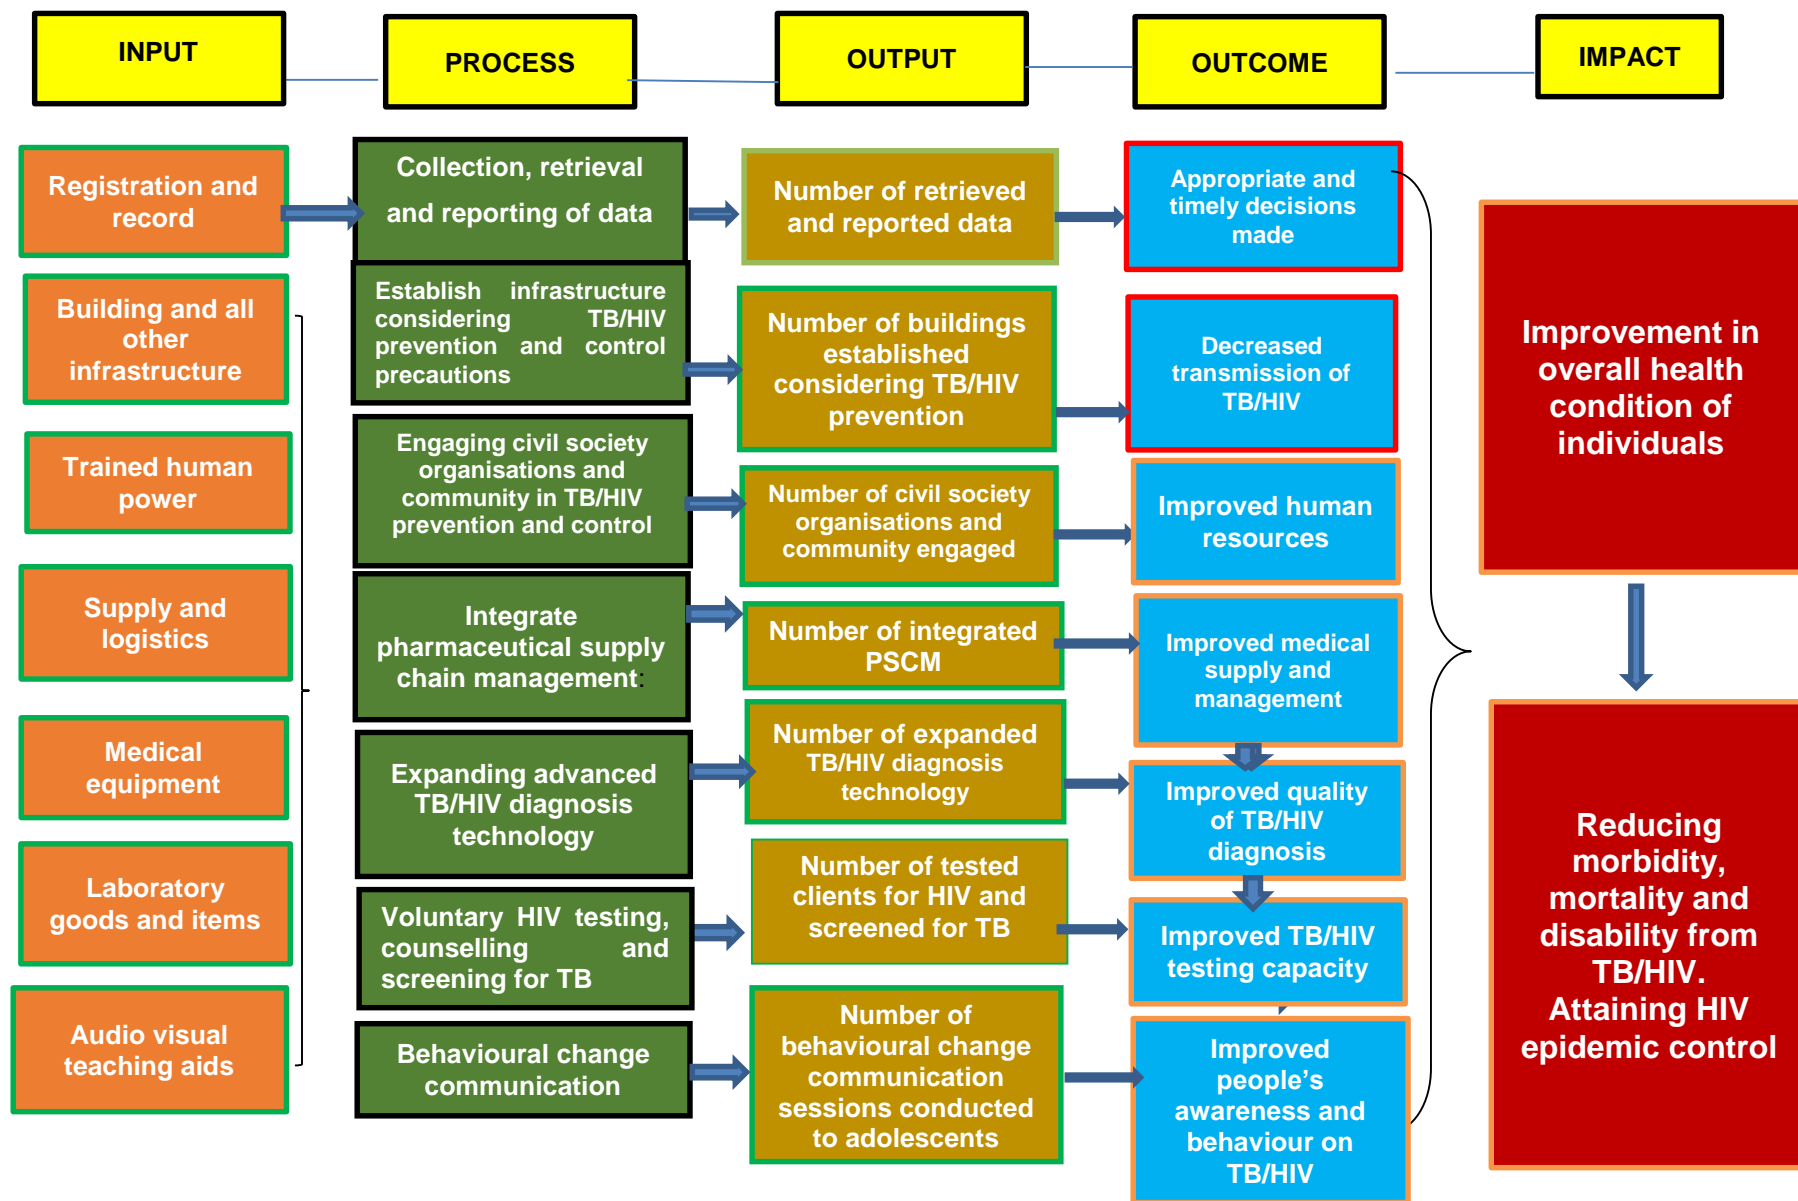 INPUT
PROCESS
OUTPUT
OUTCOME
IMPACT
Registration and
record
Building and all
other
infrastructure
Trained human
power
Supply and
logistics
Medical
equipment
Laboratory
goods and items
Audio visual
teaching aids
Collection, retrieval
and reporting of data
Establish infrastructure
considering TB/HIV
prevention and control
precautions
Engaging civil society
organisations and
community in TB/HIV
prevention and control
Integrate
pharmaceutical supply
chain management:
Expanding advanced
TB/HIV diagnosis
technology
Voluntary HIV testing,
counselling and
screening for TB
Behavioural change
communication
Number of retrieved
and reported data
Number of buildings
established
considering TB/HIV
prevention
Number of civil society
organisations and
community engaged
Number of integrated
PSCM
Number of expanded
TB/HIV diagnosis
technology
Number of tested
clients for HIV and
screened for TB
Number of
behavioural change
communication
sessions conducted
to adolescents
Appropriate and
timely decisions
made
Decreased
transmission of
TB/HIV
Improved human
resources
Improved medical
supply and
management
Improved quality
of TB/HIV
diagnosis
Improved TB/HIV
testing capacity
Improved
people’s
awareness and
behaviour on
TB/HIV
Improvement in
overall health
condition of
individuals
Reducing
morbidity,
mortality and
disability from
TB/HIV.
Attaining HIV
epidemic control